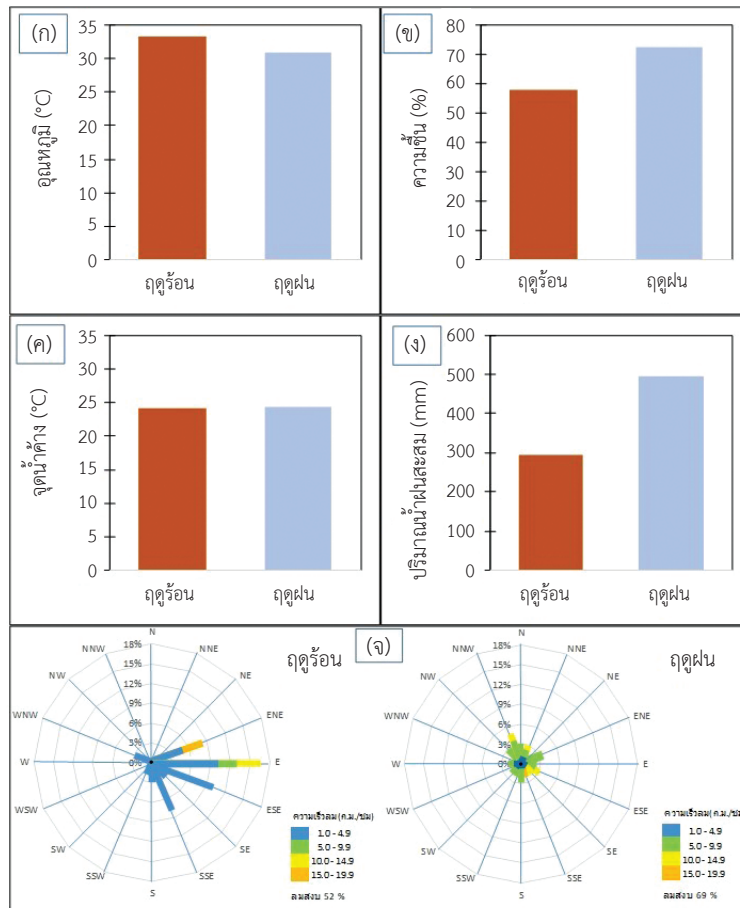 (ก)
อุณหภูมิ (°C)
35
30
25
20
15
10
5
0
ฤดูร้อน
ฤดูฝน
(ข)
ความชื้น (%)
80
70
60
50
40
30
20
10
0
ฤดูร้อน
ฤดูฝน
(ค)
จุดน้ำค้าง (°C)
35
30
25
20
15
10
5
0
ฤดูร้อน
ฤดูฝน
(ง)
ปริมาณน้ำฝนสะสม (mm)
600
500
400
300
200
100
0
ฤดูร้อน
ฤดูฝน
(จ)
ฤดูร้อน
N
NNE
NE
ENE
E
ESE
SE
SSE
S
SSW
SW
WSW
W
WNW
NW
NNW
18%
15%
12%
9%
6%
3%
0%
ความเร็วลม(ก.ม./ชม)
1.0 - 4.9
5.0 - 9.9
10.0 - 14.9
15.0 - 19.9
ลมสงบ 52 %
ฤดูฝน
N
NNE
NE
ENE
E
ESE
SE
SSE
S
SSW
SW
WSW
W
WNW
NW
NNW
18%
15%
12%
9%
6%
3%
0%
ความเร็วลม(ก.ม./ชม)
1.0 - 4.9
5.0 - 9.9
10.0 - 14.9
15.0 - 19.9
ลมสงบ 69 %